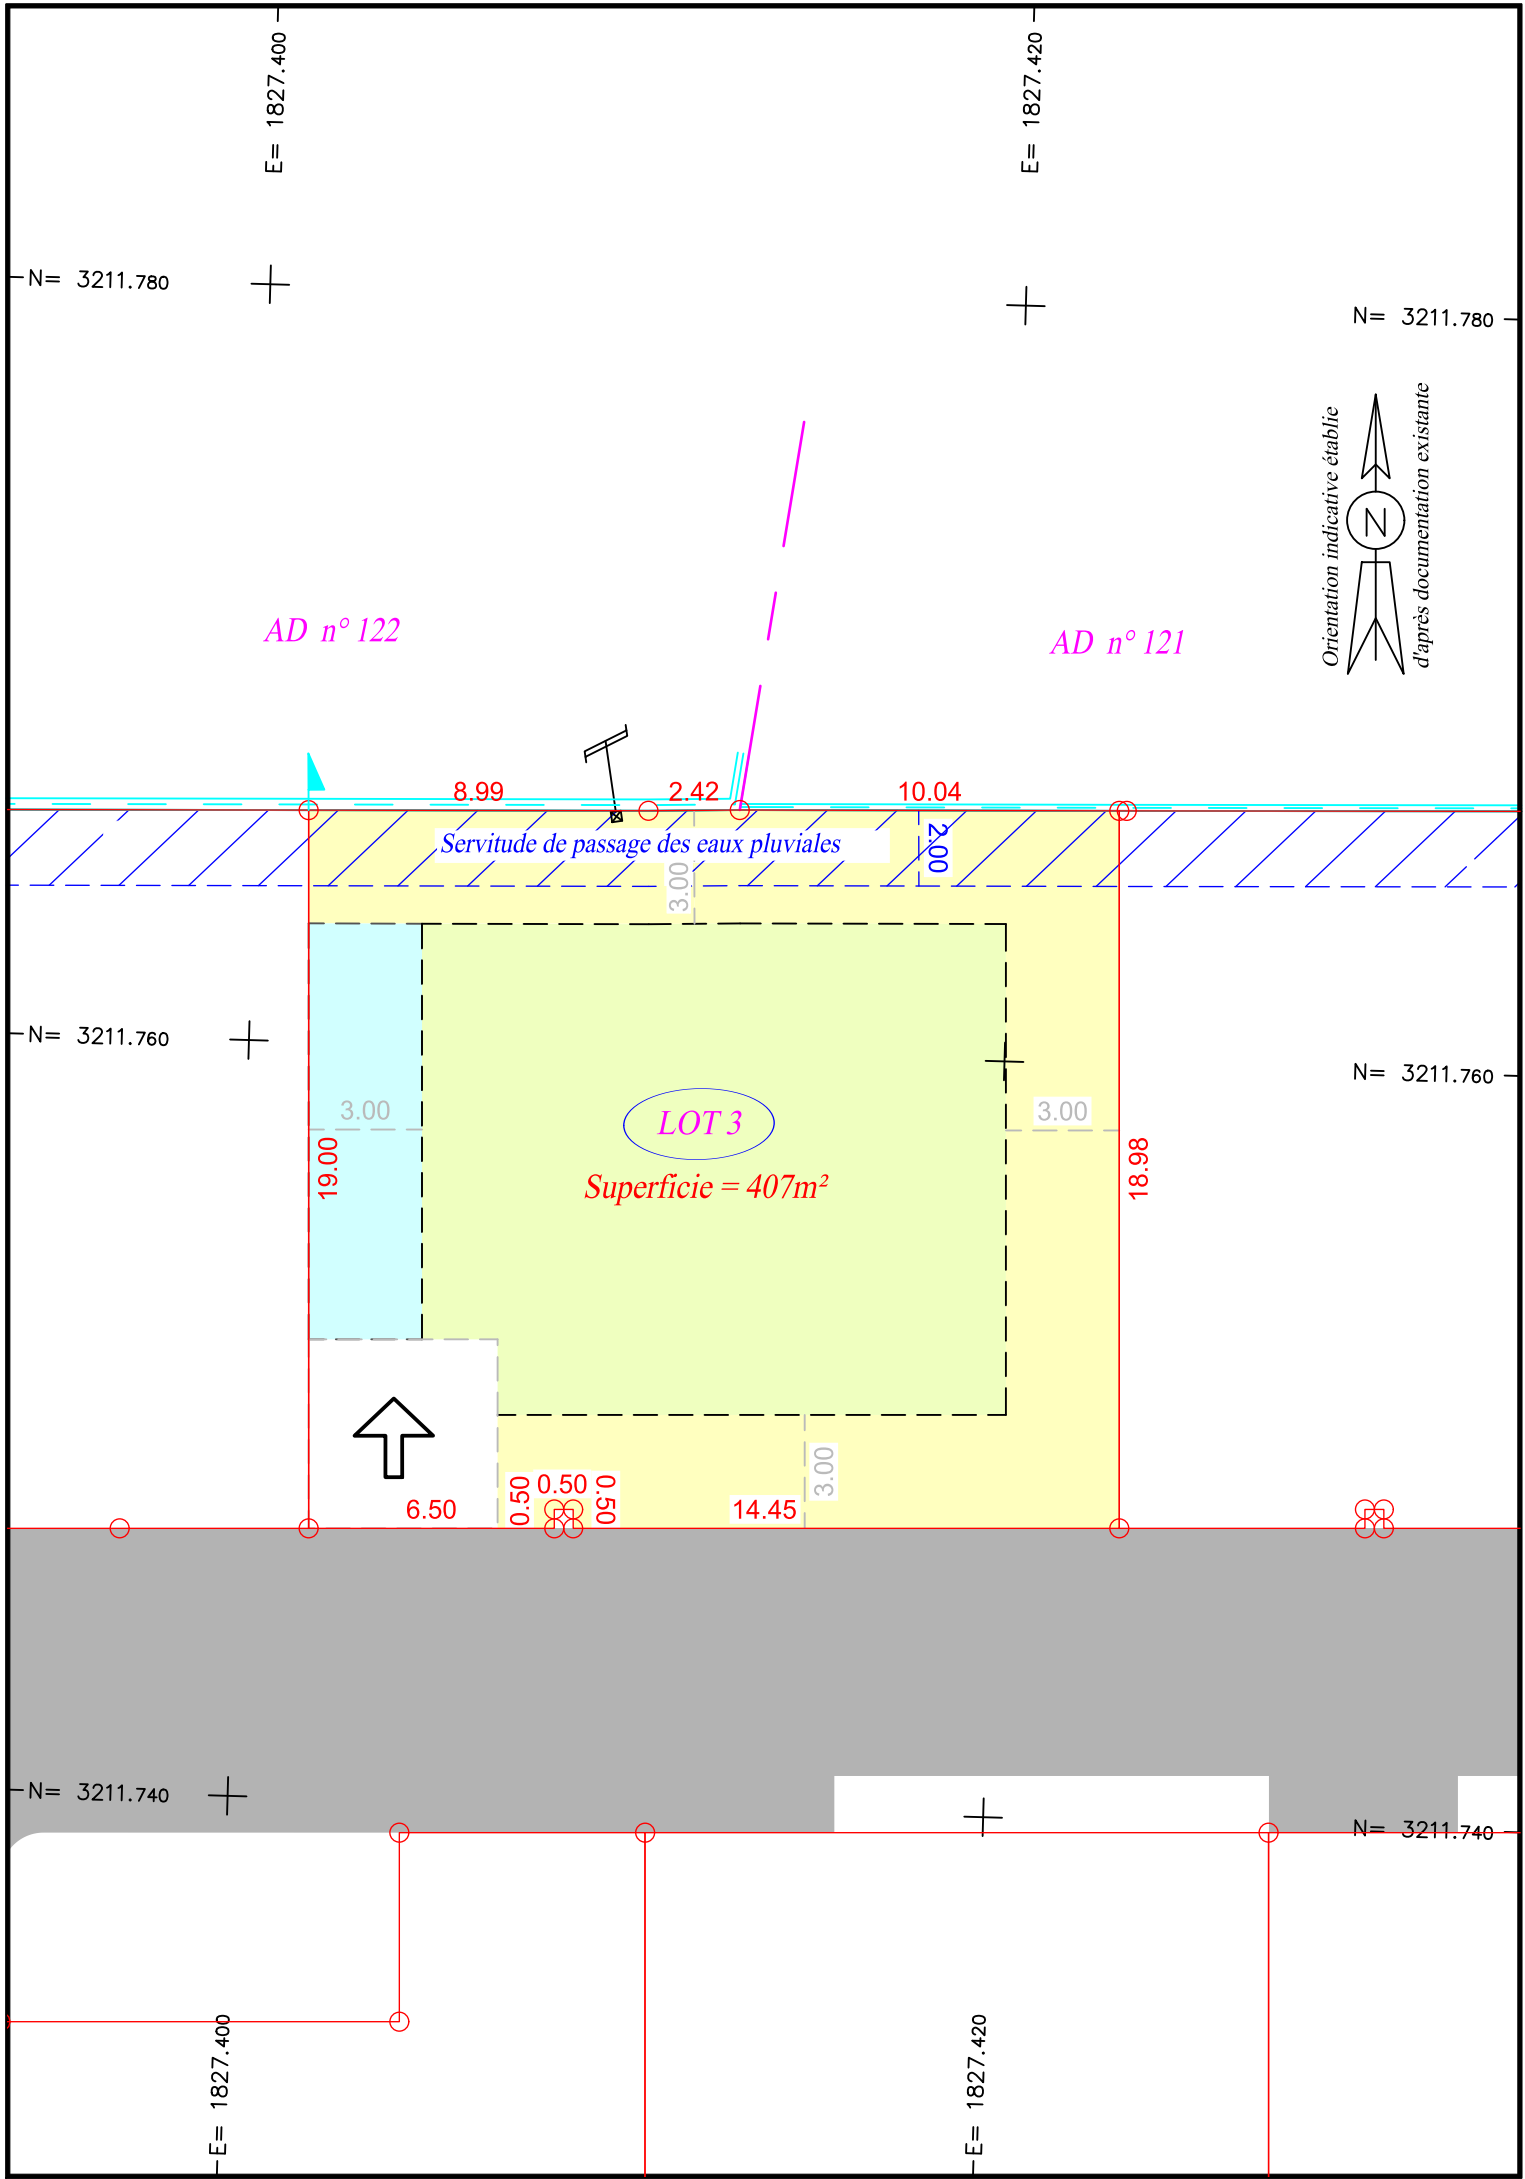 E= 1827.400
E= 1827.420
N= 3211.780
N= 3211.780
Orientation indicative établie
d'après documentation existante
N
AD n° 122
AD n° 121
8.99
2.42
10.04
Servitude de passage des eaux pluviales
2.00
3.00
N= 3211.760
N= 3211.760
3.00
LOT 3
3.00
19.00
18.98
Superficie = 407m²
3.00
6.50
0.50
0.50
0.50
14.45
N= 3211.740
N= 3211.740
E= 1827.400
E= 1827.420